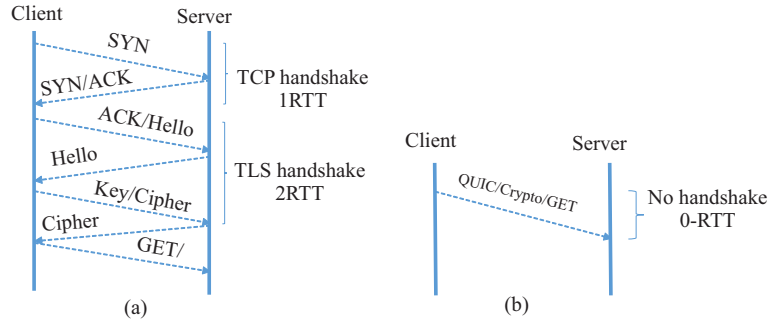 Client
Server
SYN
SYN/ACK
TCP handshake
1RTT
ACK/Hello
Hello
TLS handshake
2RTT
Key/Cipher
Cipher
GET/
(a)
Client
Server
QUIC/Crypto/GET
No handshake
0-RTT
(b)